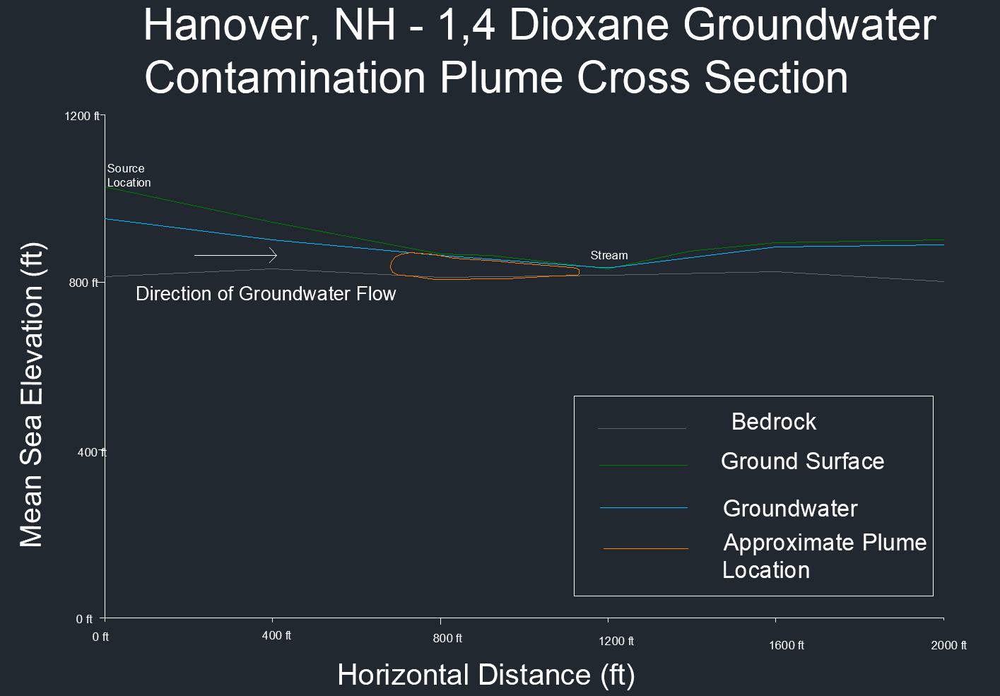 Hanover, NH - 1,4 Dioxane Groundwater
Contamination Plume Cross Section
1200 ft
Source
Location
Stream
800 ft
Direction of Groundwater Flow
Mean Sea Elevation (ft)
Bedrock
Ground Surface
400 ft
Groundwater
Approximate Plume
Location
0 ft
0 ft
400 ft
800 ft
1200 ft
1600 ft
2000 ft
Horizontal Distance (ft)